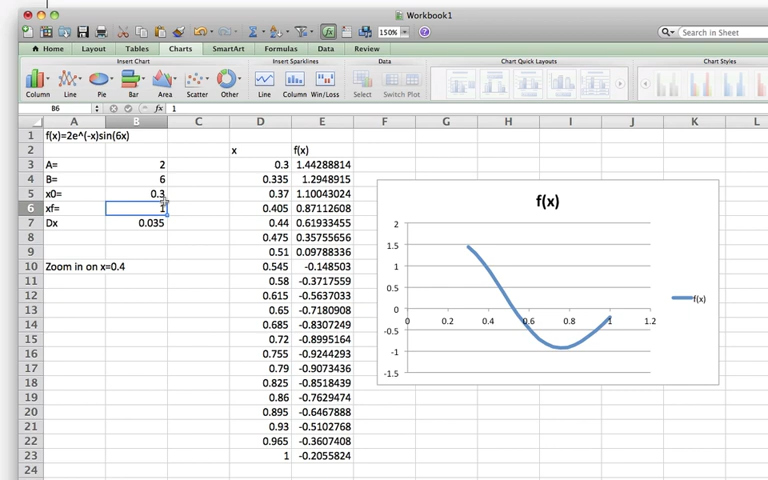 Workbook1
150%
Search in Sheet
Home Layout Tables Charts SmartArt Formulas Data Review
Insert Chart Insert Sparklines Data Chart Quick Layouts Chart Styles
Column Line Pie Bar Area Scatter Other Line Column Win/Loss Select Switch Plot
B6 fx 1
A B C D E F G H I J K L
1 f(x)=2e^(-x)sin(6x)
2 x f(x)
3 A= 2 0.3 1.44288814
4 B= 6 0.335 1.2948915
5 x0= 0.3 0.37 1.10043024
6 xf= 1 0.405 0.87112608
7 Dx 0.035 0.44 0.61933455
8 0.475 0.35755656
9 0.51 0.09788336
10 Zoom in on x=0.4 0.545 -0.148503
11 0.58 -0.3717559
12 0.615 -0.5637033
13 0.65 -0.7180908
14 0.685 -0.8307249
15 0.72 -0.8995164
16 0.755 -0.9244293
17 0.79 -0.9073436
18 0.825 -0.8518439
19 0.86 -0.7629474
20 0.895 -0.6467888
21 0.93 -0.5102768
22 0.965 -0.3607408
23 1 -0.2055824
24
f(x)
2
1.5
1
0.5
0
-0.5
-1
-1.5
0 0.2 0.4 0.6 0.8 1 1.2
f(x)